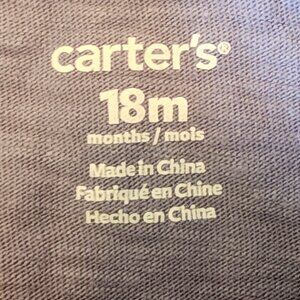 carter's®
18m
months / mois
Made in China
Fabriqué en Chine
Hecho en China